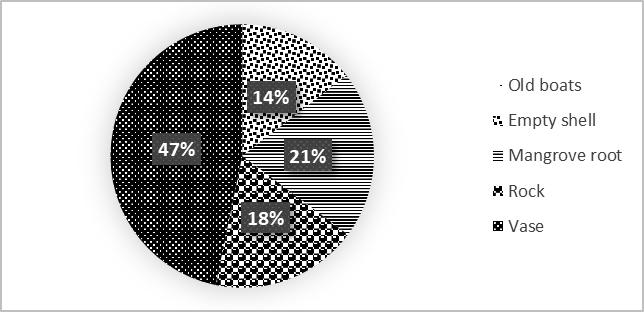 14%
21%
18%
47%
Old boats
Empty shell
Mangrove root
Rock
Vase